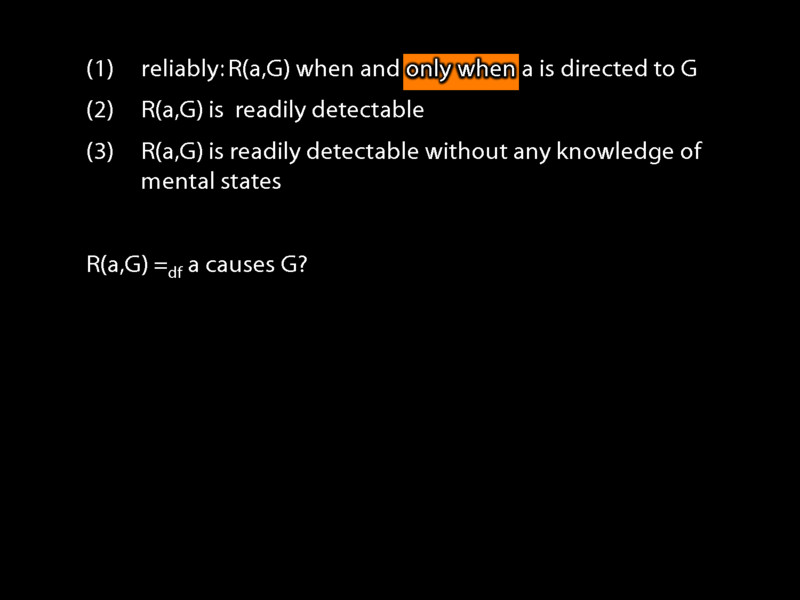 (1) reliably: R(a,G) when and only when a is directed to G
(2) R(a,G) is readily detectable
(3) R(a,G) is readily detectable without any knowledge of
mental states
R(a,G) =df a causes G?